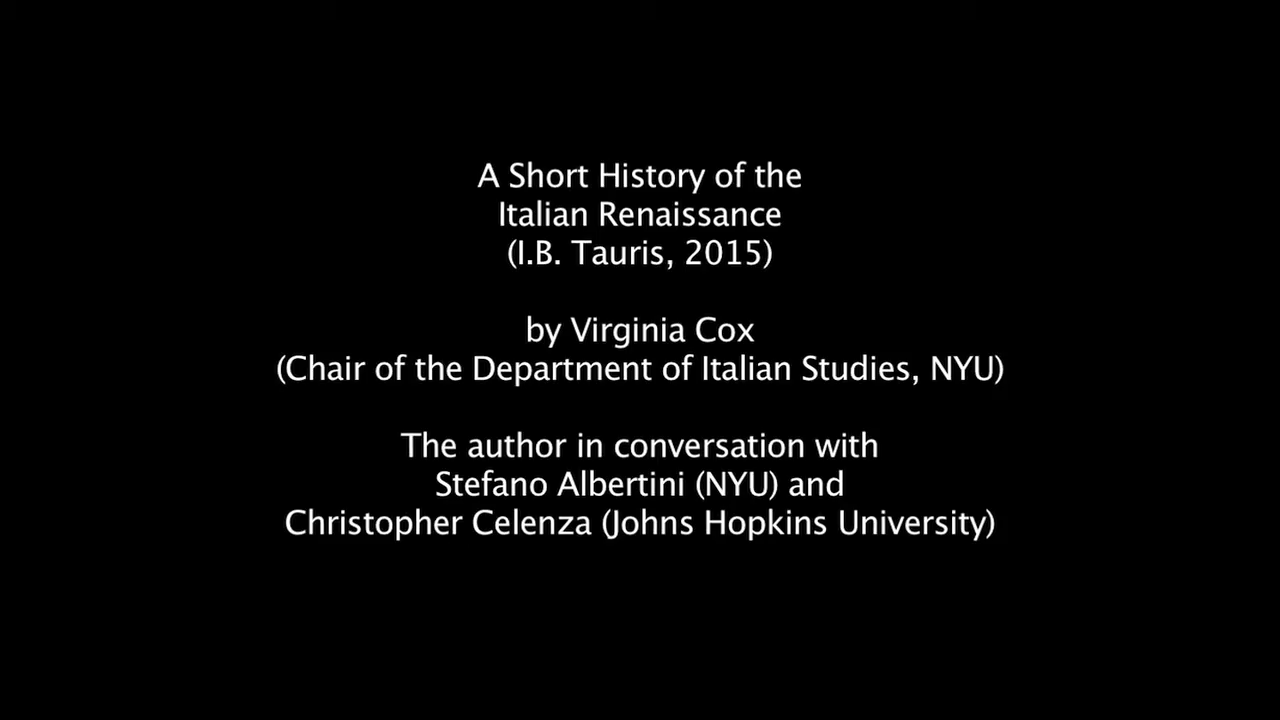 A Short History of the
Italian Renaissance
(I.B. Tauris, 2015)
by Virginia Cox
(Chair of the Department of Italian Studies, NYU)
The author in conversation with
Stefano Albertini (NYU) and
Christopher Celenza (Johns Hopkins University)